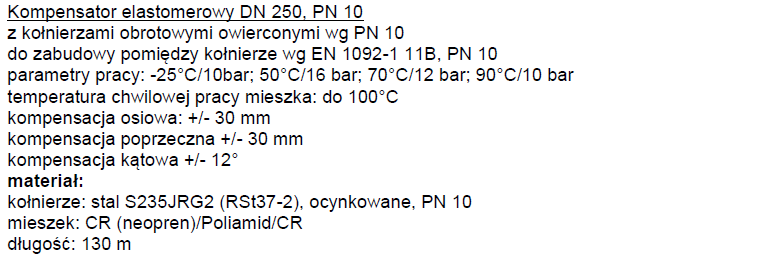 Kompensator elastomerowy DN 250, PN 10
z kołnierzami obrotowymi owierconymi wg PN 10
do zabudowy pomiędzy kołnierze wg EN 1092-1 11B, PN 10
parametry pracy: -25°C/10bar; 50°C/16 bar; 70°C/12 bar; 90°C/10 bar
temperatura chwilowej pracy mieszka: do 100°C
kompensacja osiowa: +/- 30 mm
kompensacja poprzeczna +/- 30 mm
kompensacja kątowa +/- 12°
materiał:
kołnierze: stal S235JRG2 (RSt37-2), ocynkowane, PN 10
mieszek: CR (neopren)/Poliamid/CR
długość: 130 m